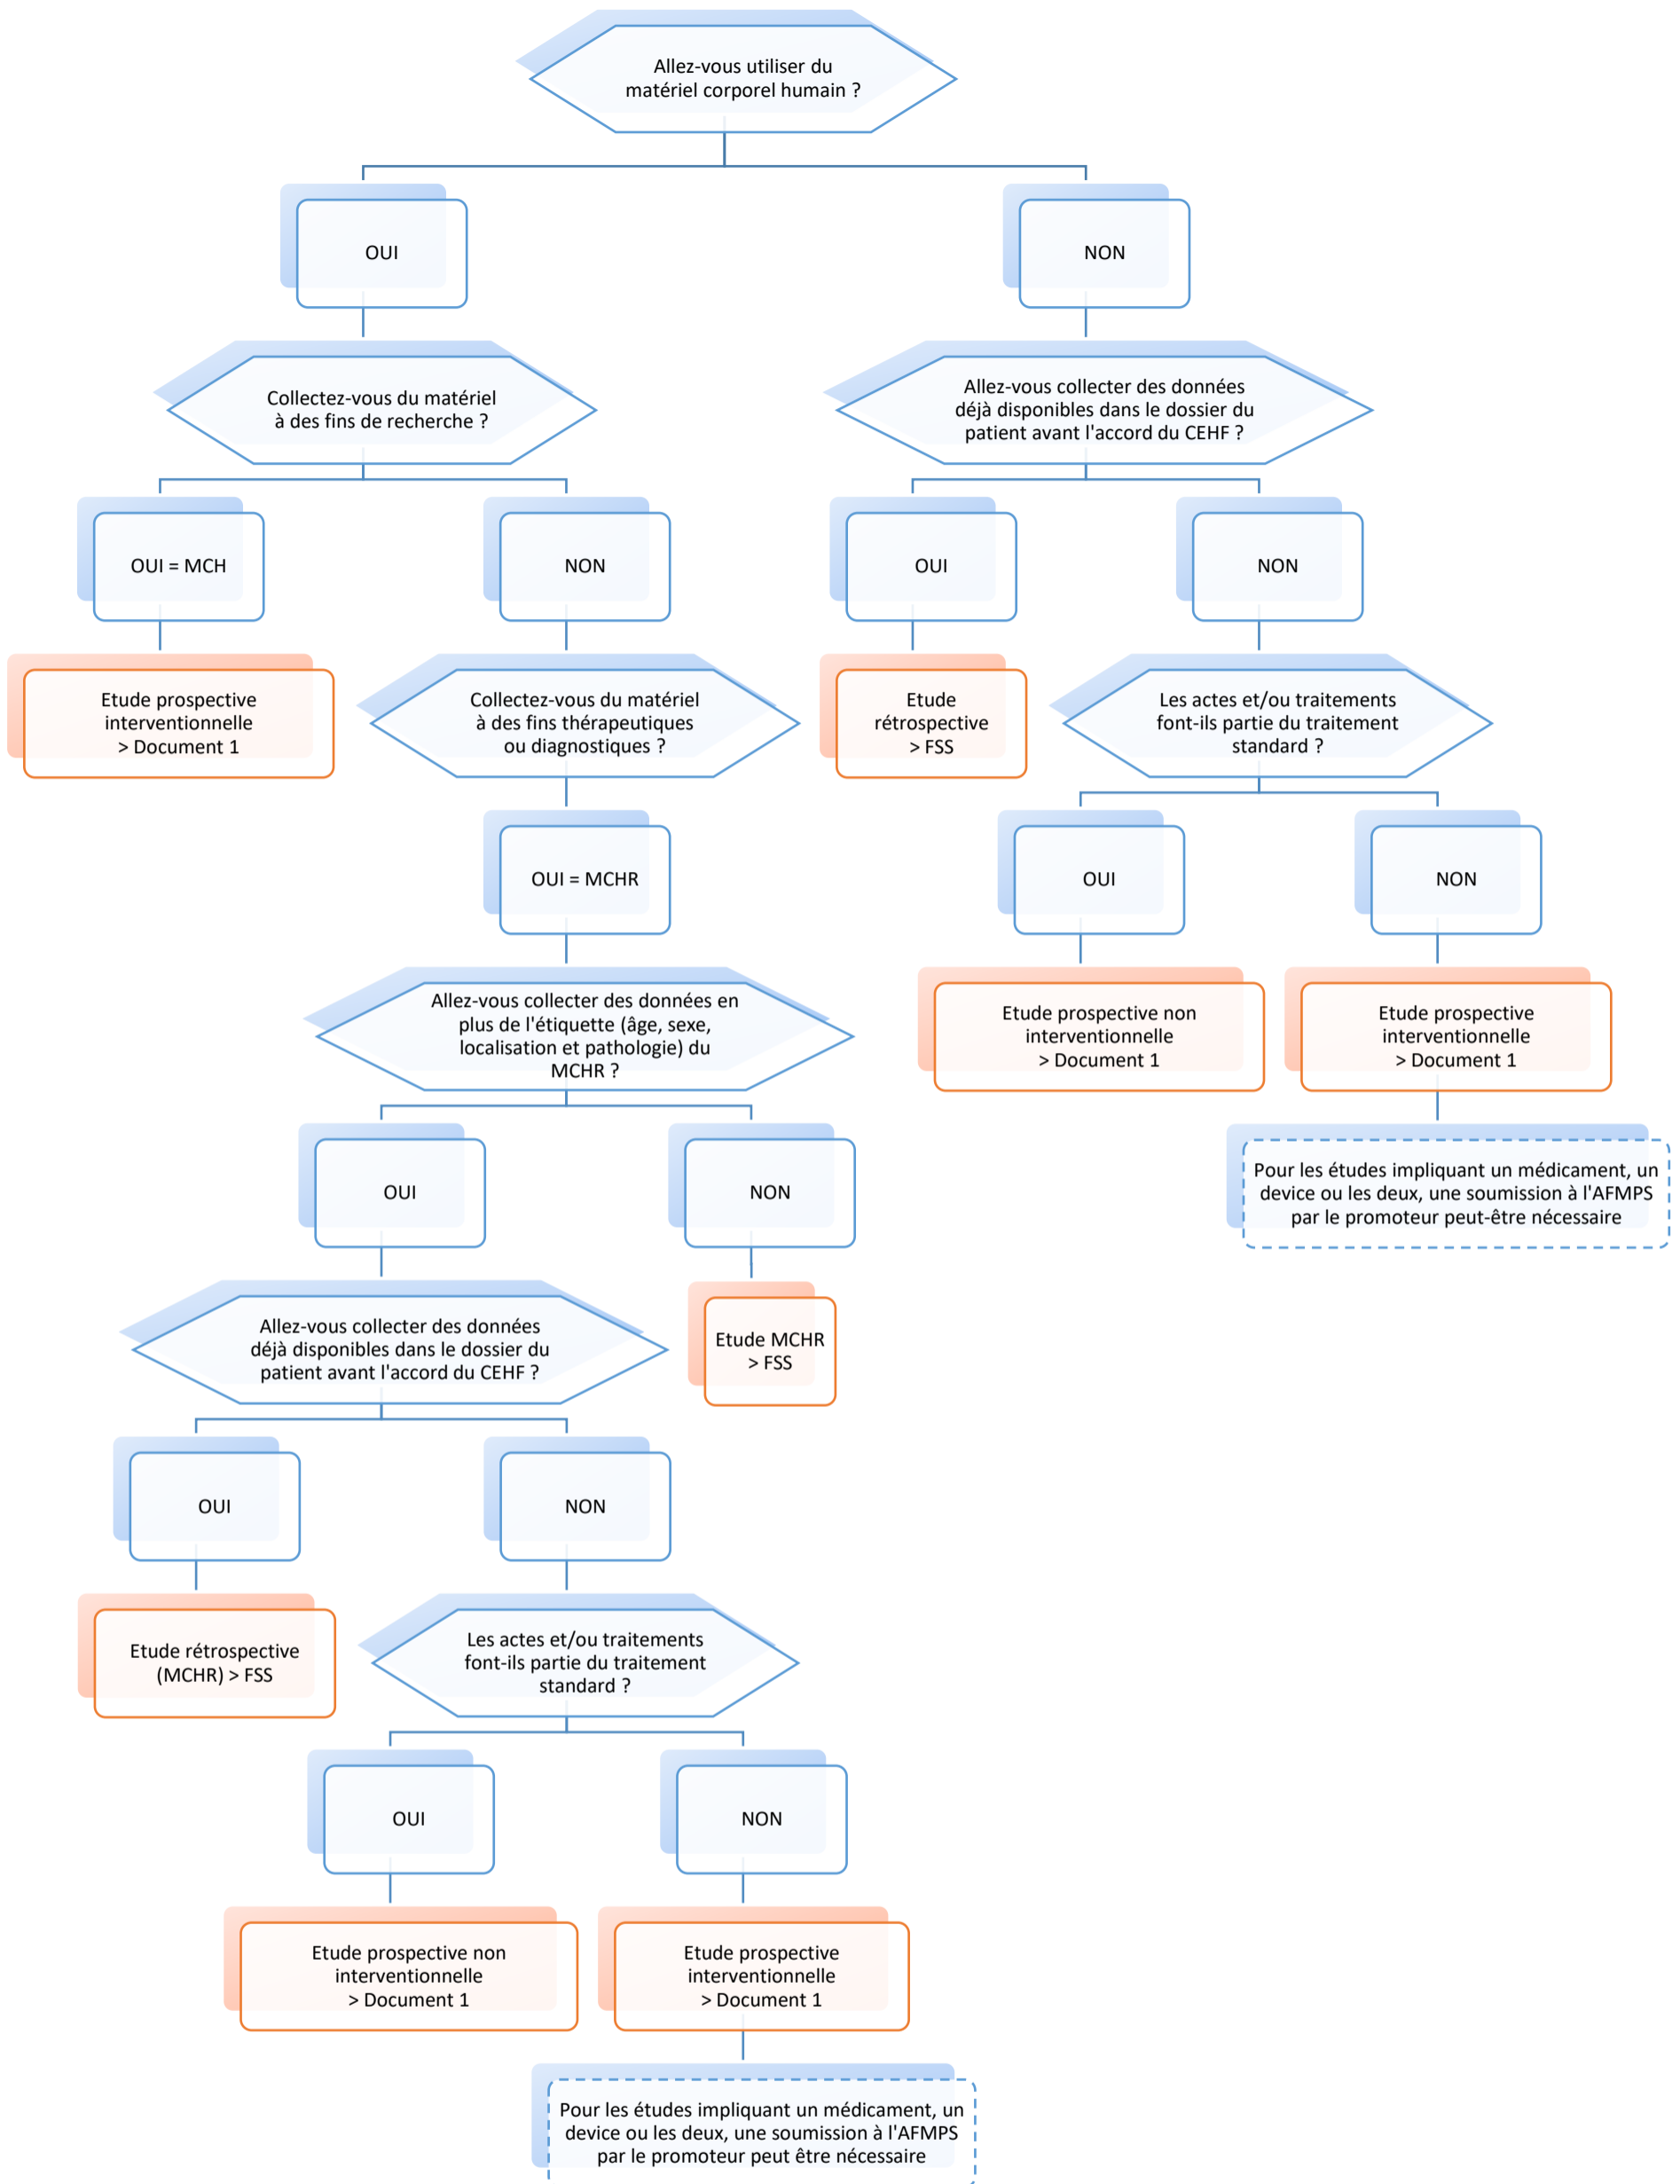 Allez-vous utiliser du
matériel corporel humain ?
OUI
NON
Collectez-vous du matériel
à des fins de recherche ?
Allez-vous collecter des données
déjà disponibles dans le dossier du
patient avant l'accord du CEHF ?
OUI = MCH
NON
OUI
NON
Etude prospective
interventionnelle
> Document 1
Collectez-vous du matériel
à des fins thérapeutiques
ou diagnostiques ?
Etude
rétrospective
> FSS
Les actes et/ou traitements
font-ils partie du traitement
standard ?
OUI = MCHR
OUI
NON
Allez-vous collecter des données en
plus de l'étiquette (âge, sexe,
localisation et pathologie) du
MCHR ?
Etude prospective non
interventionnelle
> Document 1
Etude prospective
interventionnelle
> Document 1
OUI
NON
Pour les études impliquant un médicament, un
device ou les deux, une soumission à l'AFMPS
par le promoteur peut-être nécessaire
Allez-vous collecter des données
déjà disponibles dans le dossier du
patient avant l'accord du CEHF ?
Etude MCHR
> FSS
OUI
NON
Etude rétrospective
(MCHR) > FSS
Les actes et/ou traitements
font-ils partie du traitement
standard ?
OUI
NON
Etude prospective non
interventionnelle
> Document 1
Etude prospective
interventionnelle
> Document 1
Pour les études impliquant un médicament, un
device ou les deux, une soumission à l'AFMPS
par le promoteur peut être nécessaire